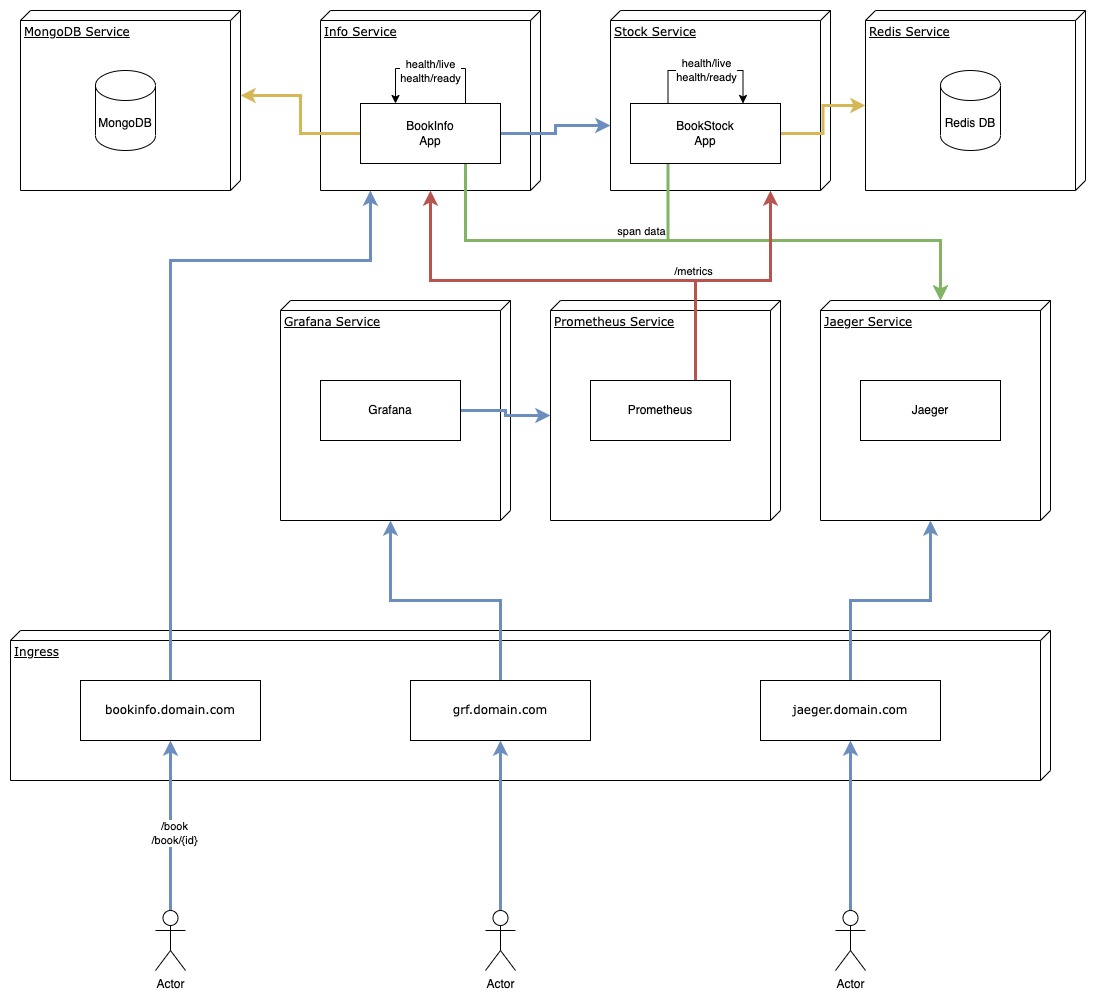 MongoDB Service
Info Service
Stock Service
Redis Service
health/live
health/ready
health/live
health/ready
MongoDB
BookInfo
App
BookStock
App
Redis DB
span data
/metrics
Grafana Service
Prometheus Service
Jaeger Service
Grafana
Prometheus
Jaeger
Ingress
bookinfo.domain.com
grf.domain.com
jaeger.domain.com
/book
/book/{id}
Actor
Actor
Actor